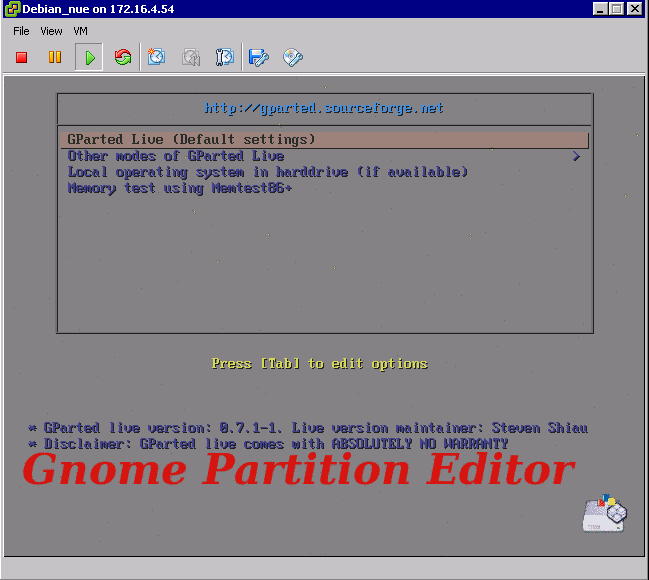 Debian_nue on 172.16.4.54
File View VM
http://gparted.sourceforge.net
GParted Live (Default settings)
Other modes of GParted Live >
Local operating system in harddrive (if available)
Memory test using Memtest86+
Press [Tab] to edit options
* GParted live version: 0.7.1-1. Live version maintainer: Steven Shiau
* Disclaimer: GParted live comes with ABSOLUTELY NO WARRANTY
Gnome Partition Editor